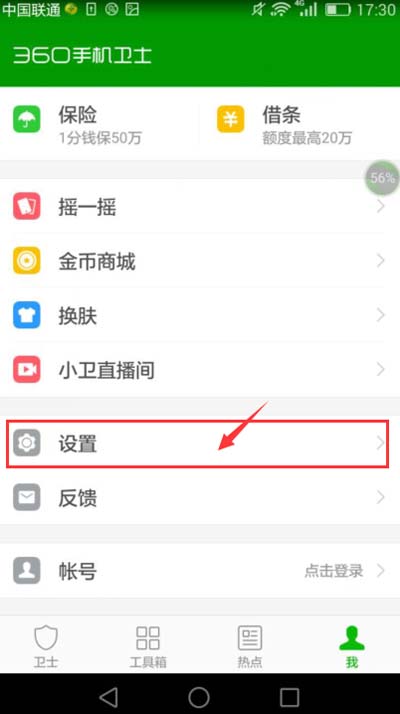 中国联通 4G 17:30
360手机卫士
保险 借条
1分钱保50万 额度最高20万
56%
摇一摇
金币商城
换肤
小卫直播间
设置
反馈
帐号 点击登录
卫士 工具箱 热点 我